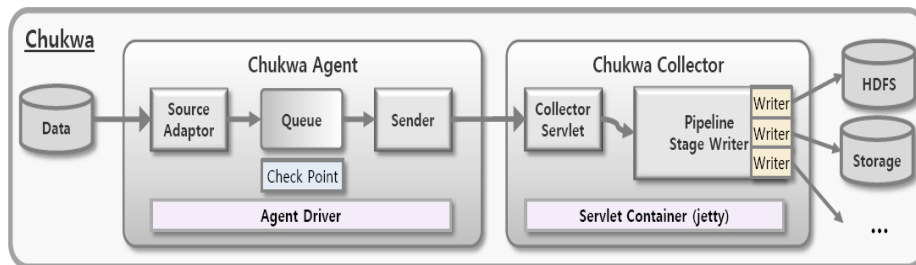 Chukwa
Data
Chukwa Agent
Source
Adaptor
Queue
Sender
Check Point
Agent Driver
Chukwa Collector
Collector
Servlet
Pipeline
Stage Writer
Writer
Writer
Writer
Servlet Container (jetty)
HDFS
Storage
...